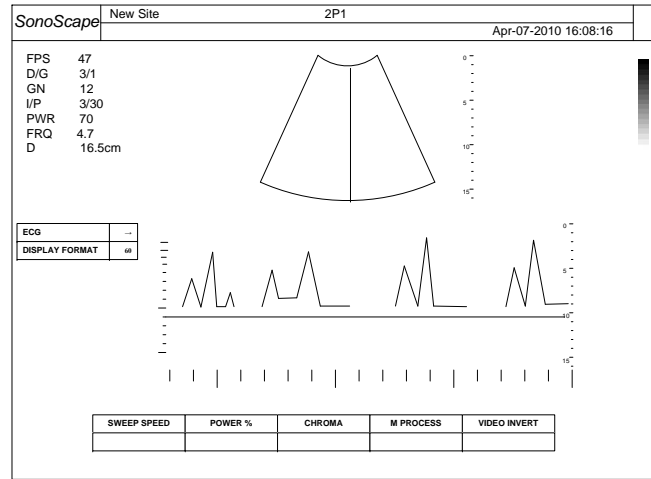 SonoScape
New Site
2P1
Apr-07-2010 16:08:16
FPS 47
D/G 3/1
GN 12
I/P 3/30
PWR 70
FRQ 4.7
D 16.5cm
0
5
10
15
ECG →
DISPLAY FORMAT 60
0
5
10
15
SWEEP SPEED POWER % CHROMA M PROCESS VIDEO INVERT